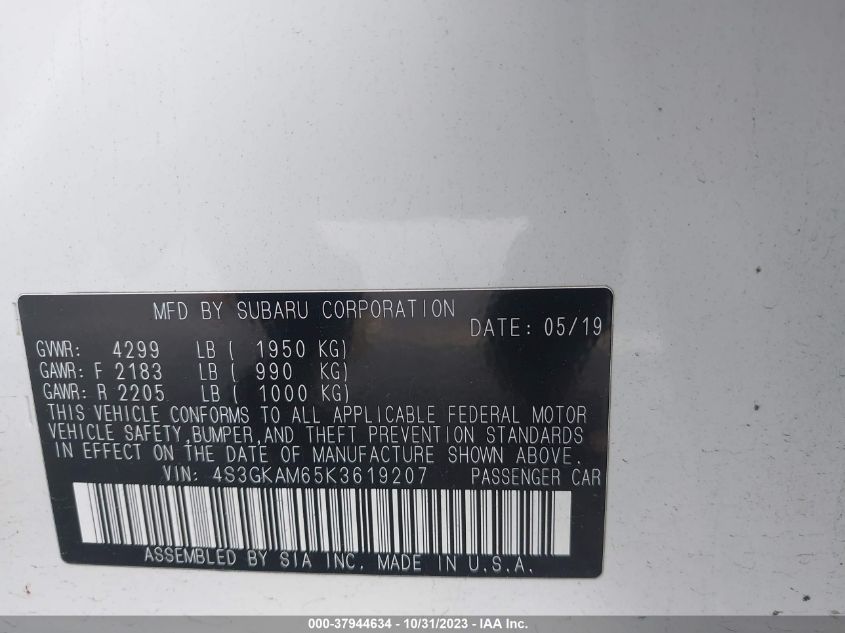 MFD BY SUBARU CORPORATION
DATE: 05/19
GVWR: 4299 LB ( 1950 KG)
GAWR: F 2183 LB ( 990 KG)
GAWR: R 2205 LB ( 1000 KG)
THIS VEHICLE CONFORMS TO ALL APPLICABLE FEDERAL MOTOR
VEHICLE SAFETY, BUMPER, AND THEFT PREVENTION STANDARDS
IN EFFECT ON THE DATE OF MANUFACTURE SHOWN ABOVE.
VIN: 4S3GKAM65K3619207 PASSENGER CAR
ASSEMBLED BY SIA INC. MADE IN U.S.A.
000-37944634 - 10/31/2023 - IAA Inc.